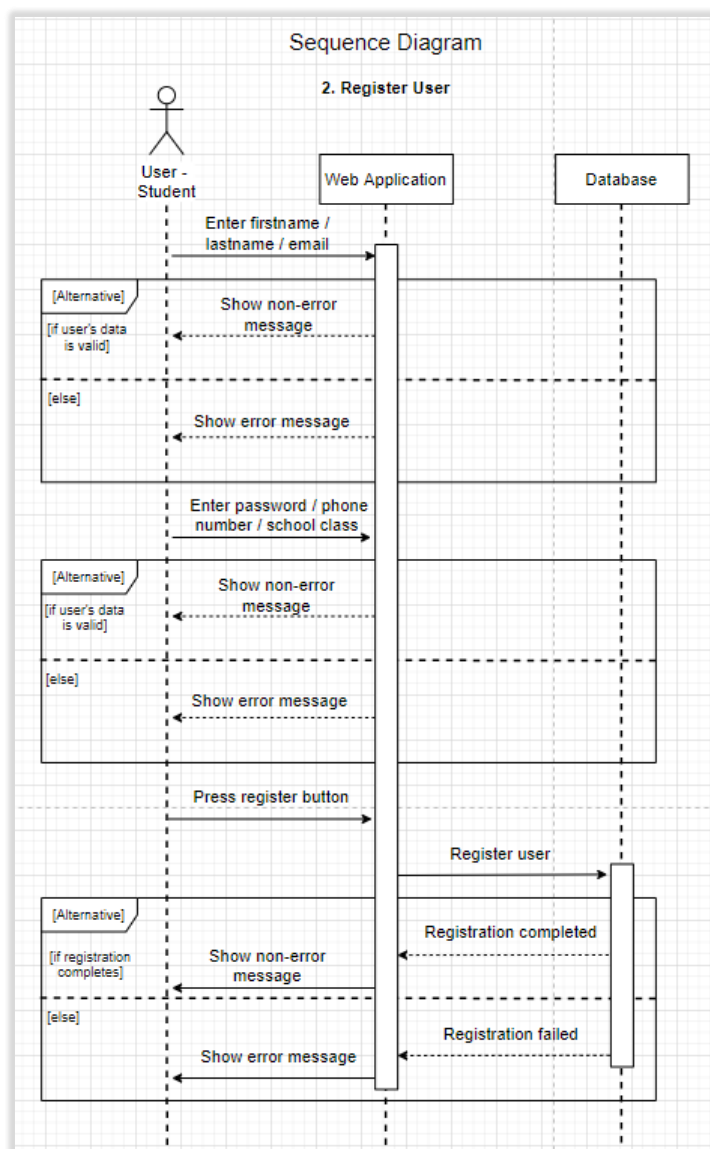 Sequence Diagram
2. Register User
User -
Student
Web Application
Database
Enter firstname /
lastname / email
[Alternative]
[if user's data
is valid]
Show non-error
message
[else]
Show error message
Enter password / phone
number / school class
[Alternative]
[if user's data
is valid]
Show non-error
message
[else]
Show error message
Press register button
Register user
[Alternative]
[if registration
completes]
Registration completed
Show non-error
message
[else]
Registration failed
Show error message